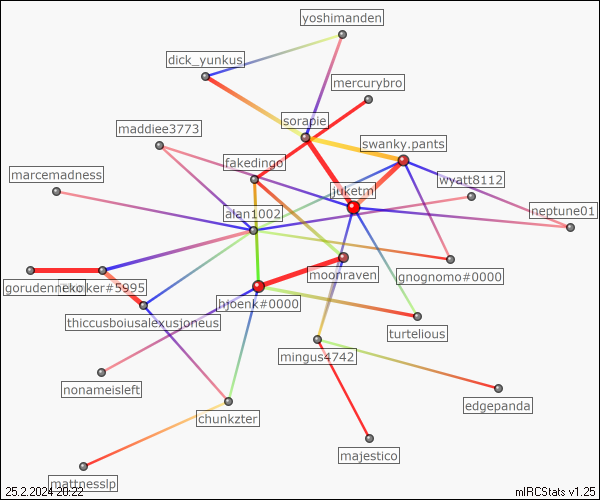 yoshimanden
dick_yunkus
mercurybro
sorapie
maddiee3773
swanky.pants
fakedingo
marcemadness
wyatt8112
juketm
neptune01
alan1002
moonraven
gnognomo#0000
gorudenneko
nker#5995
hjoenk#0000
thiccusboiusalexusjoneus
turtelious
mingus4742
nonameisleft
edgepanda
chunkzter
majestico
mattnesslp
25.2.2024 20:22
mIRCStats v1.25